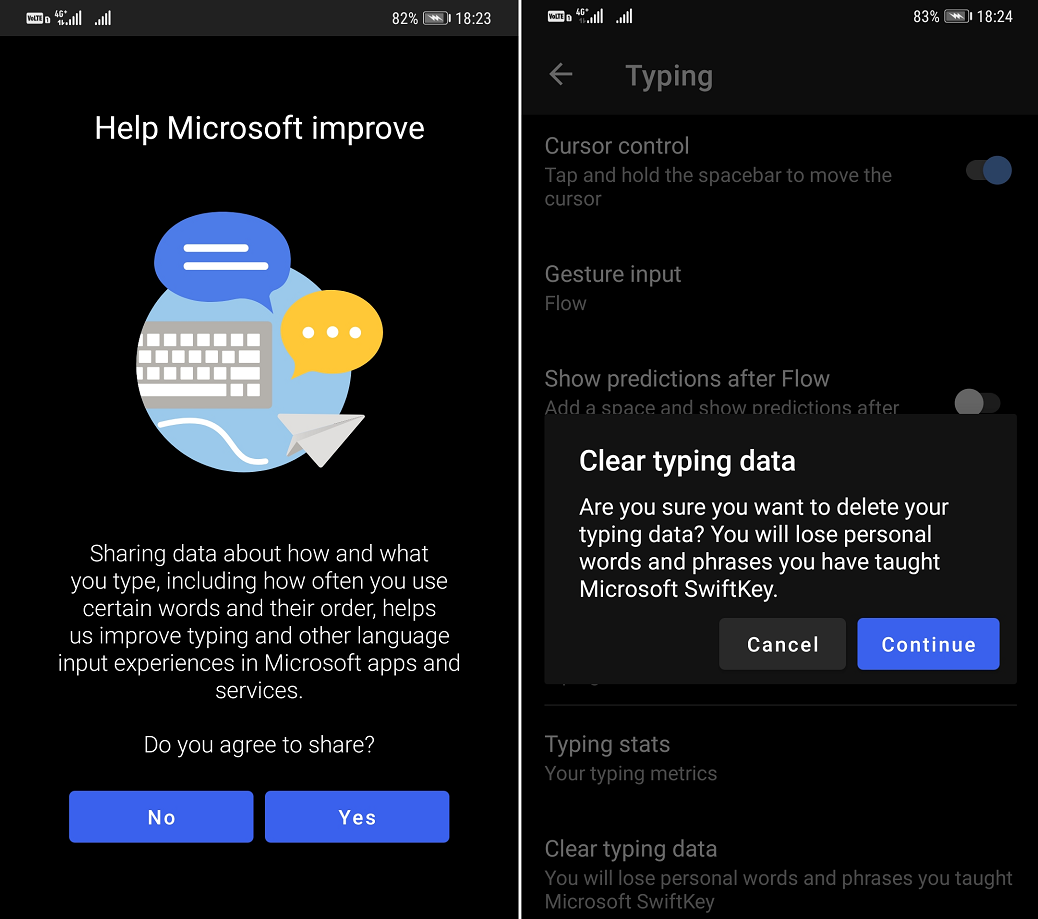 VoLTE 4G+ 82% 18:23
Help Microsoft improve
Sharing data about how and what
you type, including how often you use
certain words and their order, helps
us improve typing and other language
input experiences in Microsoft apps and
services.
Do you agree to share?
No Yes
VoLTE 4G+ 83% 18:24
Typing
Cursor control
Tap and hold the spacebar to move the
cursor
Gesture input
Flow
Show predictions after Flow
Add a space and show predictions after
Clear typing data
Are you sure you want to delete your
typing data? You will lose personal
words and phrases you have taught
Microsoft SwiftKey.
Cancel Continue
Typing stats
Your typing metrics
Clear typing data
You will lose personal words and phrases you taught
Microsoft SwiftKey